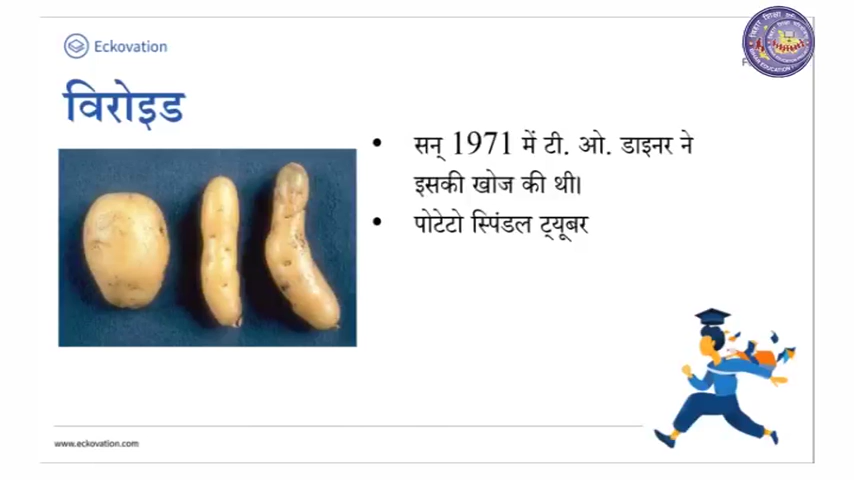 Eckovation
विरोइड
• सन् 1971 में टी. ओ. डाइनर ने
इसकी खोज की थी।
• पोटेटो स्पिंडल ट्यूबर
www.eckovation.com